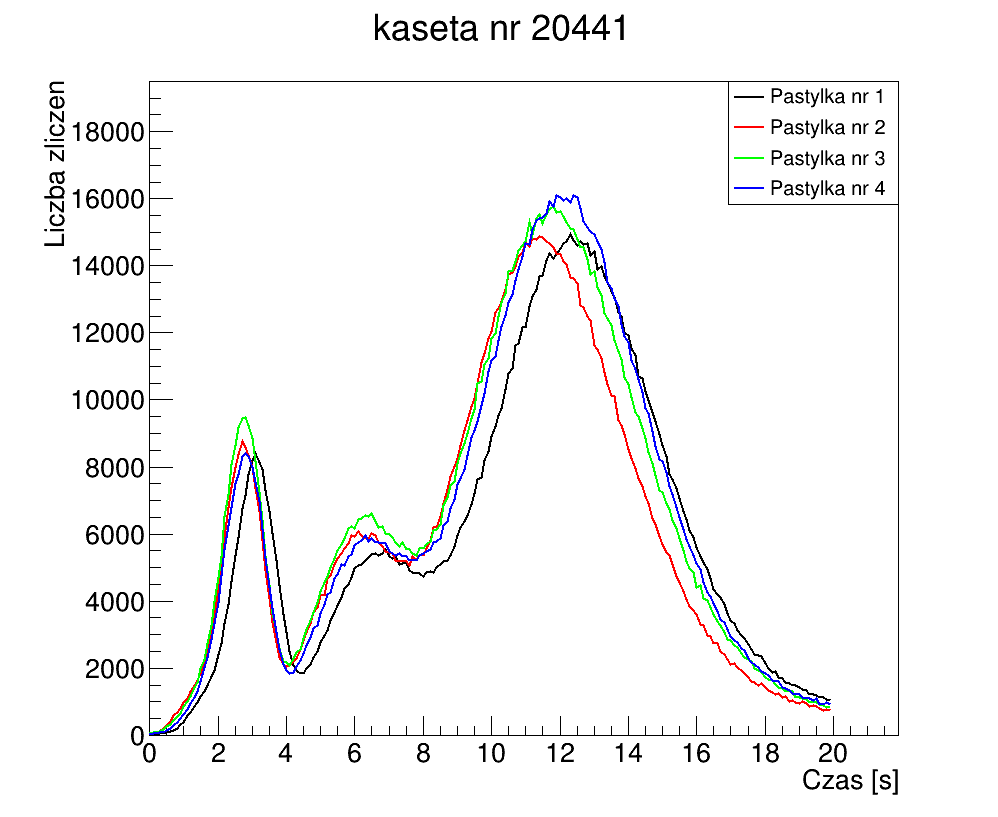 kaseta nr 20441
Liczba zliczen
Pastylka nr 1
Pastylka nr 2
Pastylka nr 3
Pastylka nr 4
18000
16000
14000
12000
10000
8000
6000
4000
2000
0
0 2 4 6 8 10 12 14 16 18 20
Czas [s]